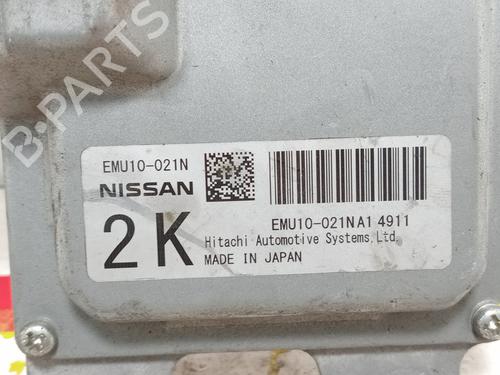 B-PARTS
EMU10-021N
NISSAN
2K
EMU10-021NA1 4911
Hitachi Automotive Systems,Ltd.
MADE IN JAPAN